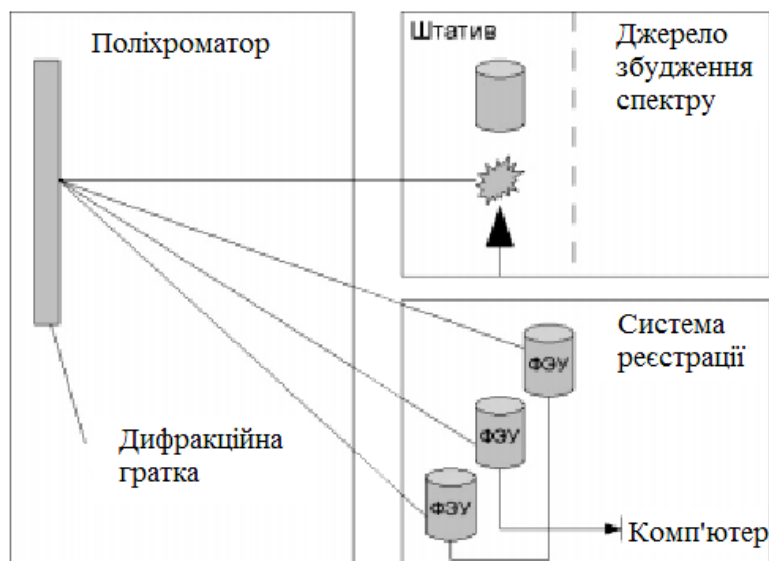 Поліхроматор
Штатив
Джерело
збудження
спектру
Система
реєстрації
ФЭУ
ФЭУ
ФЭУ
Дифракційна
гратка
Комп'ютер